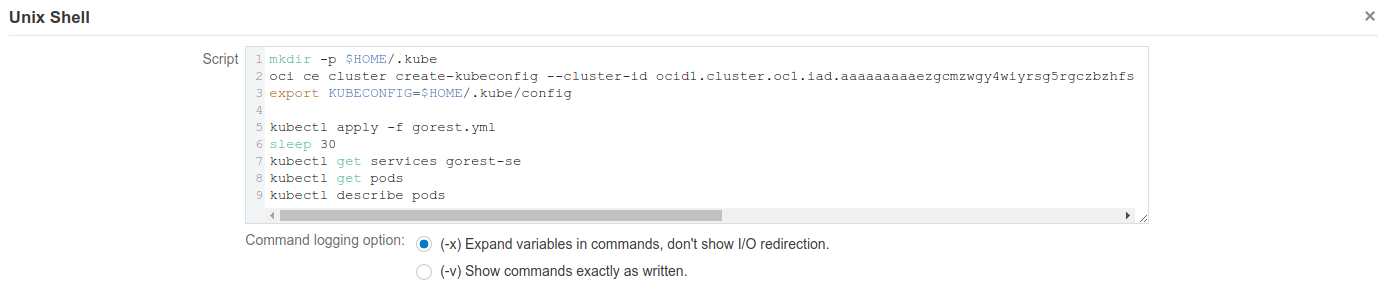 Unix Shell ×
Script
1 mkdir -p $HOME/.kube
2 oci ce cluster create-kubeconfig --cluster-id ocid1.cluster.oc1.iad.aaaaaaaaaaezgcmzwgy4wiyrsg5rgczbzhfs
3 export KUBECONFIG=$HOME/.kube/config
4
5 kubectl apply -f gorest.yml
6 sleep 30
7 kubectl get services gorest-se
8 kubectl get pods
9 kubectl describe pods
Command logging option:
(-x) Expand variables in commands, don't show I/O redirection.
(-v) Show commands exactly as written.